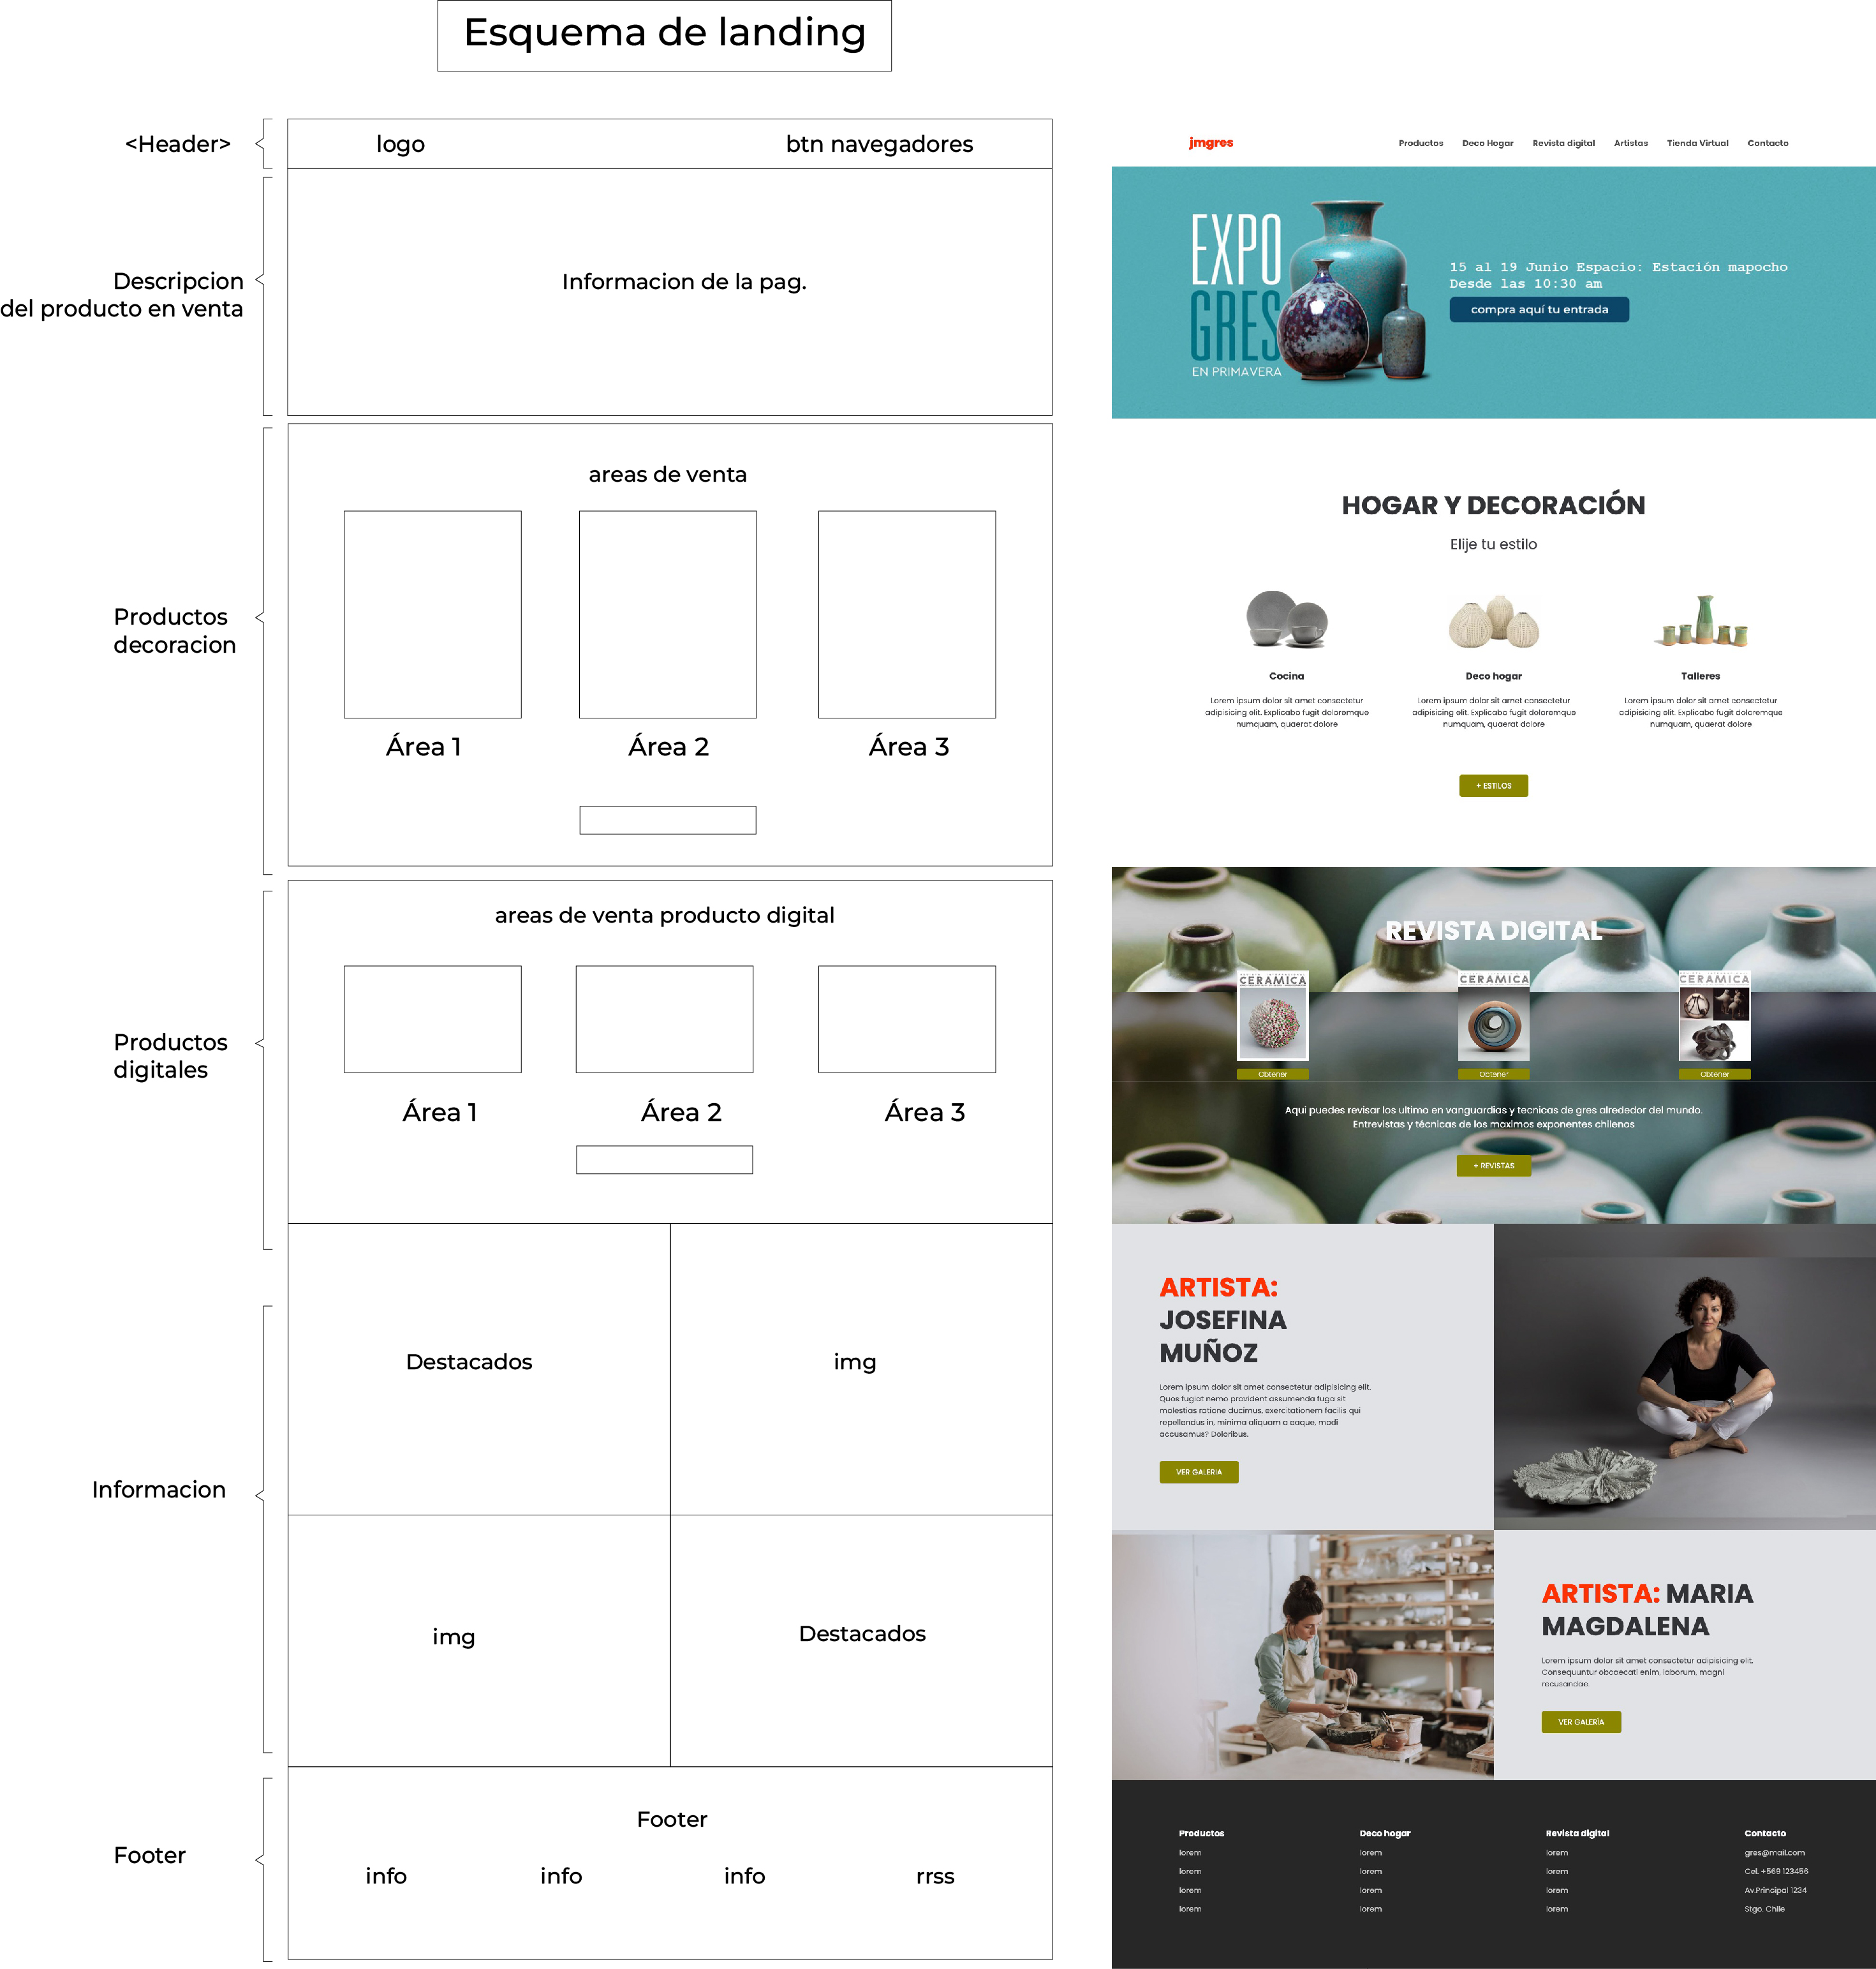 Esquema de landing
<Header>
logo
btn navegadores
Descripcion
del producto en venta
Informacion de la pag.
Productos
decoracion
areas de venta
Área 1
Área 2
Área 3
Productos
digitales
areas de venta producto digital
Área 1
Área 2
Área 3
Informacion
Destacados
img
img
Destacados
Footer
Footer
info
info
info
rrss
jmgres
Productos
Deco Hogar
Revista digital
Artistas
Tienda Virtual
Contacto
EXPO
GRES
EN PRIMAVERA
15 al 19 Junio Espacio: Estación mapocho
Desde las 10:30 am
compra aquí tu entrada
HOGAR Y DECORACIÓN
Elije tu estilo
Cocina
Lorem ipsum dolor sit amet consectetur
adipisicing elit. Explicabo fugit doloremque
numquam, quaerat dolore
Deco hogar
Lorem ipsum dolor sit amet consectetur
adipisicing elit. Explicabo fugit doloremque
numquam, quaerat dolore
Talleres
Lorem ipsum dolor sit amet consectetur
adipisicing elit. Explicabo fugit doloremque
numquam, quaerat dolore
+ ESTILOS
REVISTA DIGITAL
CERAMICA
CERAMICA
CERAMICA
Obtener
Obtener
Obtener
Aqui puedes revisar los ultimo en vanguardias y tecnicas de gres alrededor del mundo.
Entrevistas y técnicas de los maximos exponentes chilenos
+ REVISTAS
ARTISTA:
JOSEFINA
MUÑOZ
Lorem ipsum dolor sit amet consectetur adipisicing elit.
Quos fugiat nemo provident assumenda fuga sit
molestias ratione ducimus, exercitationem facilis qui
repellendus in, minima aliquam a eaque, modi
accusamus? Doloribus.
VER GALERIA
ARTISTA: MARIA
MAGDALENA
Lorem ipsum dolor sit amet consectetur adipisicing elit.
Consequuntur obcaecati enim, laborum, magni
recusandae.
VER GALERÍA
Productos
lorem
lorem
lorem
lorem
Deco hogar
lorem
lorem
lorem
lorem
Revista digital
lorem
lorem
lorem
lorem
Contacto
gres@mail.com
Cel. +569 123456
Av.Principal 1234
Stgo. Chile